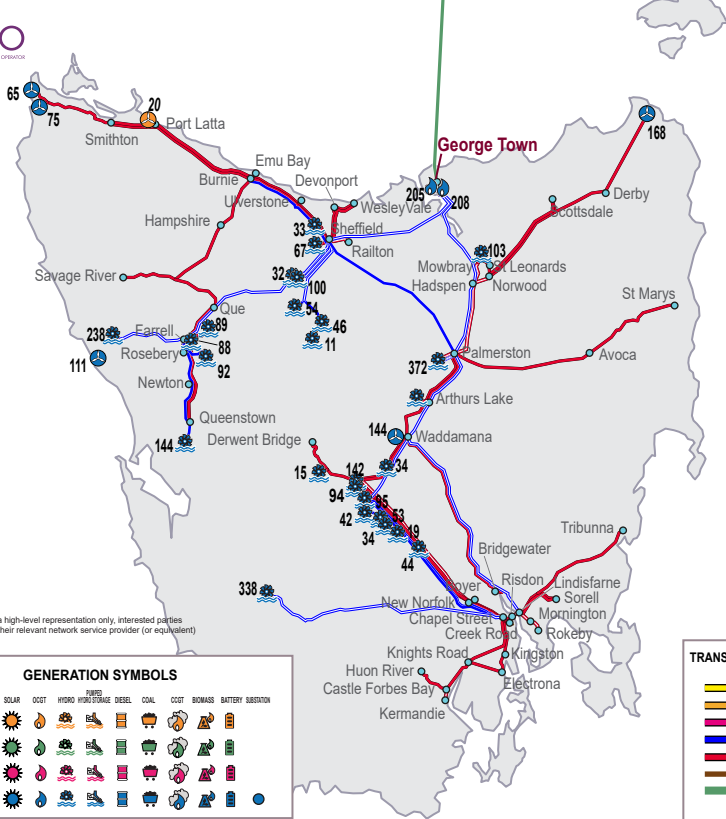 OPERATOR
65
75
20
Port Latta
Smithton
168
George Town
205
208
Emu Bay
Burnie
Devonport
Ulverstone
WesleyVale
Derby
Scottsdale
Hampshire
33
Sheffield
67
Railton
103
Mowbray
St Leonards
Hadspen
Norwood
Savage River
32
100
St Marys
Que
54
46
11
238
Farrell
89
88
Rosebery
92
111
372
Palmerston
Avoca
Newton
Arthurs Lake
Queenstown
144
Derwent Bridge
144
Waddamana
15
142
34
94
95
42
53
34
49
44
Tribunna
Bridgewater
338
Risdon
Lindisfarne
Sorell
New Norfolk
Mornington
Chapel Street
Rokeby
Creek Road
a high-level representation only, interested parties
their relevant network service provider (or equivalent)
Knights Road
Kingston
Huon River
Electrona
Castle Forbes Bay
Kermandie
GENERATION SYMBOLS
SOLAR OCGT HYDRO PUMPED HYDRO STORAGE DIESEL COAL CCGT BIOMASS BATTERY SUBSTATION
TRANS